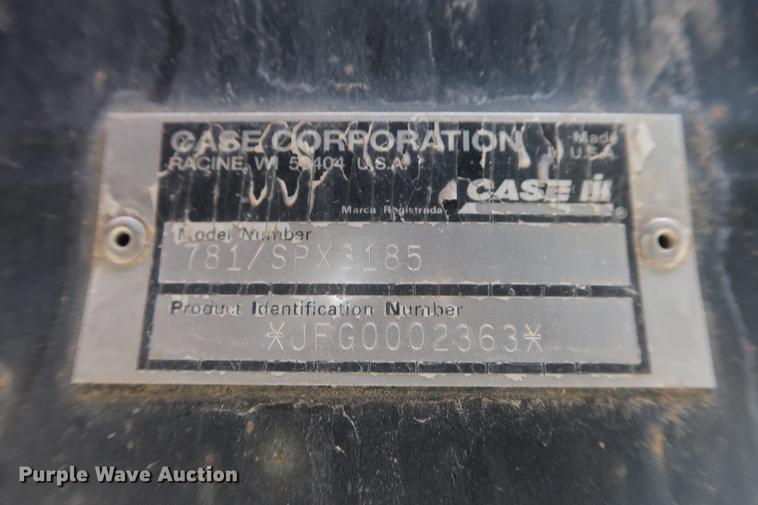 CASE CORPORATION
RACINE, WI 53404 U.S.A.
Made
U.S.A.
CASE IH
Marca Registrada ®
Model Number
781/SPX3185
Product Identification Number
*JFG0002363*
Purple Wave Auction